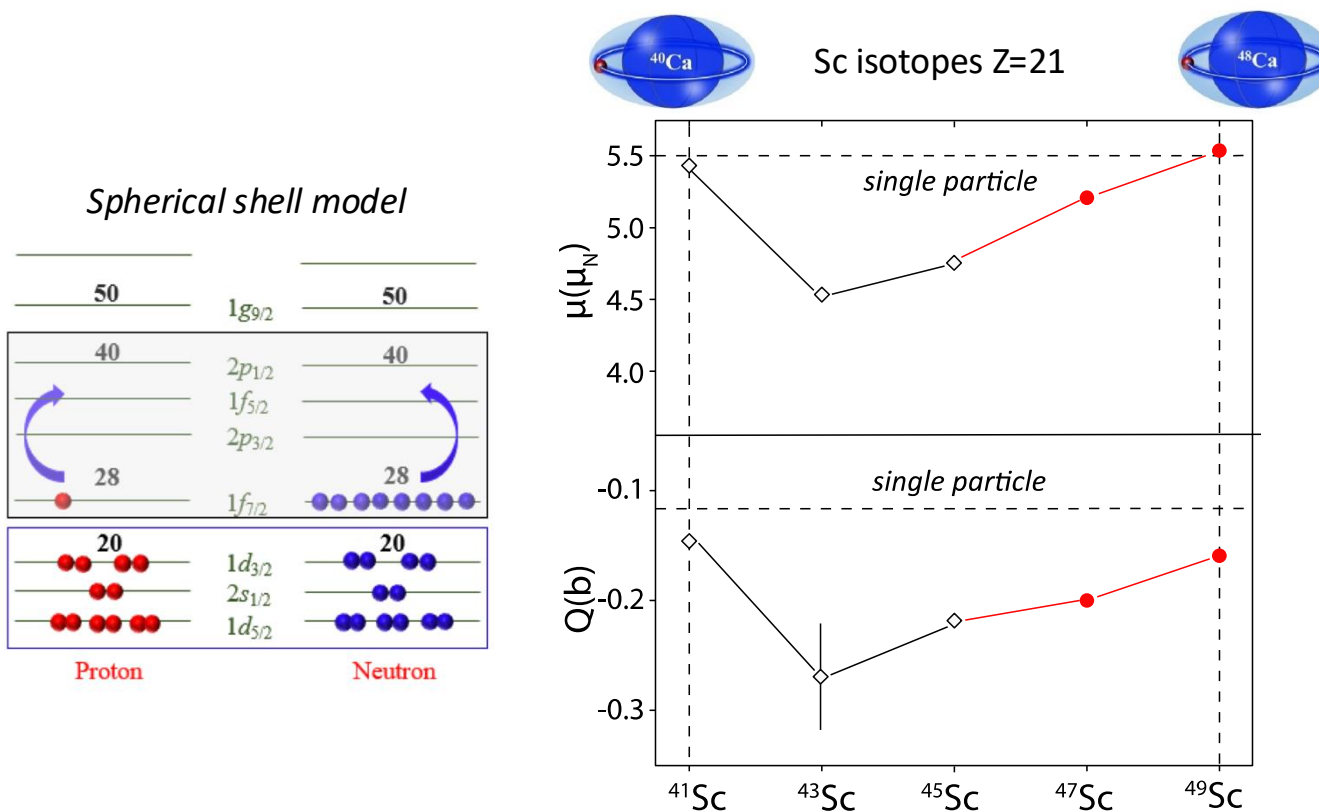 Spherical shell model
50 50
1g9/2
40 40
2p1/2
1f5/2
2p3/2
28 28
1f7/2
20 20
1d3/2
2s1/2
1d5/2
Proton Neutron
⁴⁰Ca
Sc isotopes Z=21
⁴⁸Ca
5.5
single particle
5.0
4.5
4.0
μ(μN)
-0.1
single particle
-0.2
-0.3
Q(b)
⁴¹Sc ⁴³Sc ⁴⁵Sc ⁴⁷Sc ⁴⁹Sc